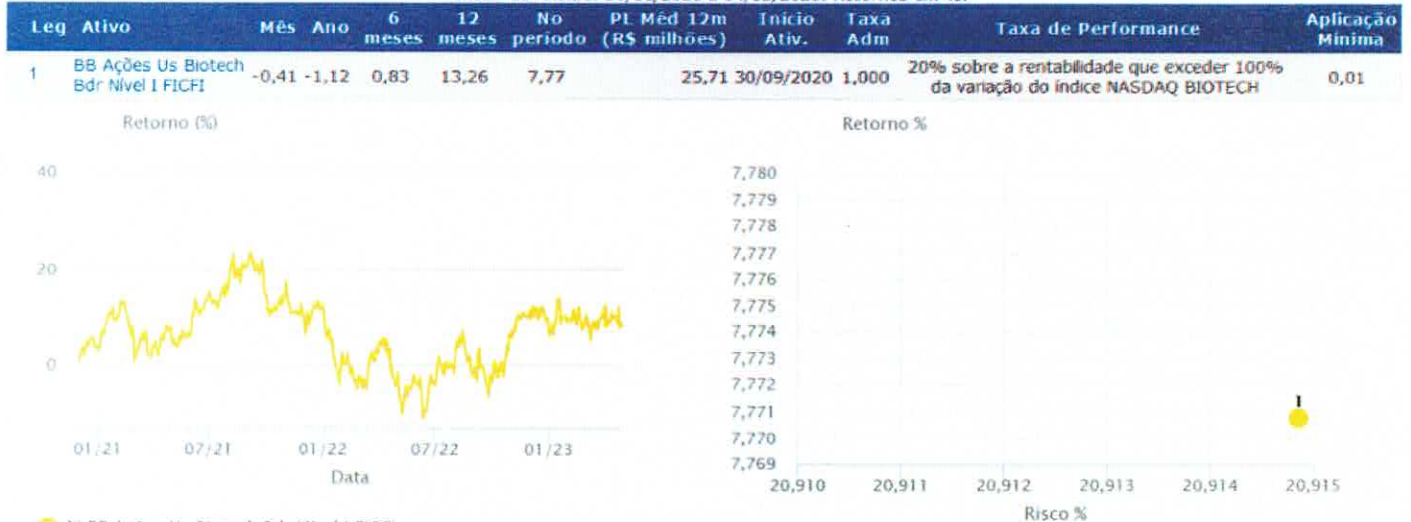 Leg Ativo Mês Ano 6 meses 12 meses No período PL Méd 12m (R$ milhões) Início Ativ. Taxa Adm Taxa de Performance Aplicação Mínima
1 BB Ações Us Biotech Bdr Nível I FICFI -0,41 -1,12 0,83 13,26 7,77 25,71 30/09/2020 1,000 20% sobre a rentabilidade que exceder 100% da variação do índice NASDAQ BIOTECH 0,01
Retorno (%)
40
20
0
01/21 07/21 01/22 07/22 01/23
Data
Retorno %
7,780
7,779
7,778
7,777
7,776
7,775
7,774
7,773
7,772
7,771
7,770
7,769
1
20,910 20,911 20,912 20,913 20,914 20,915
Risco %